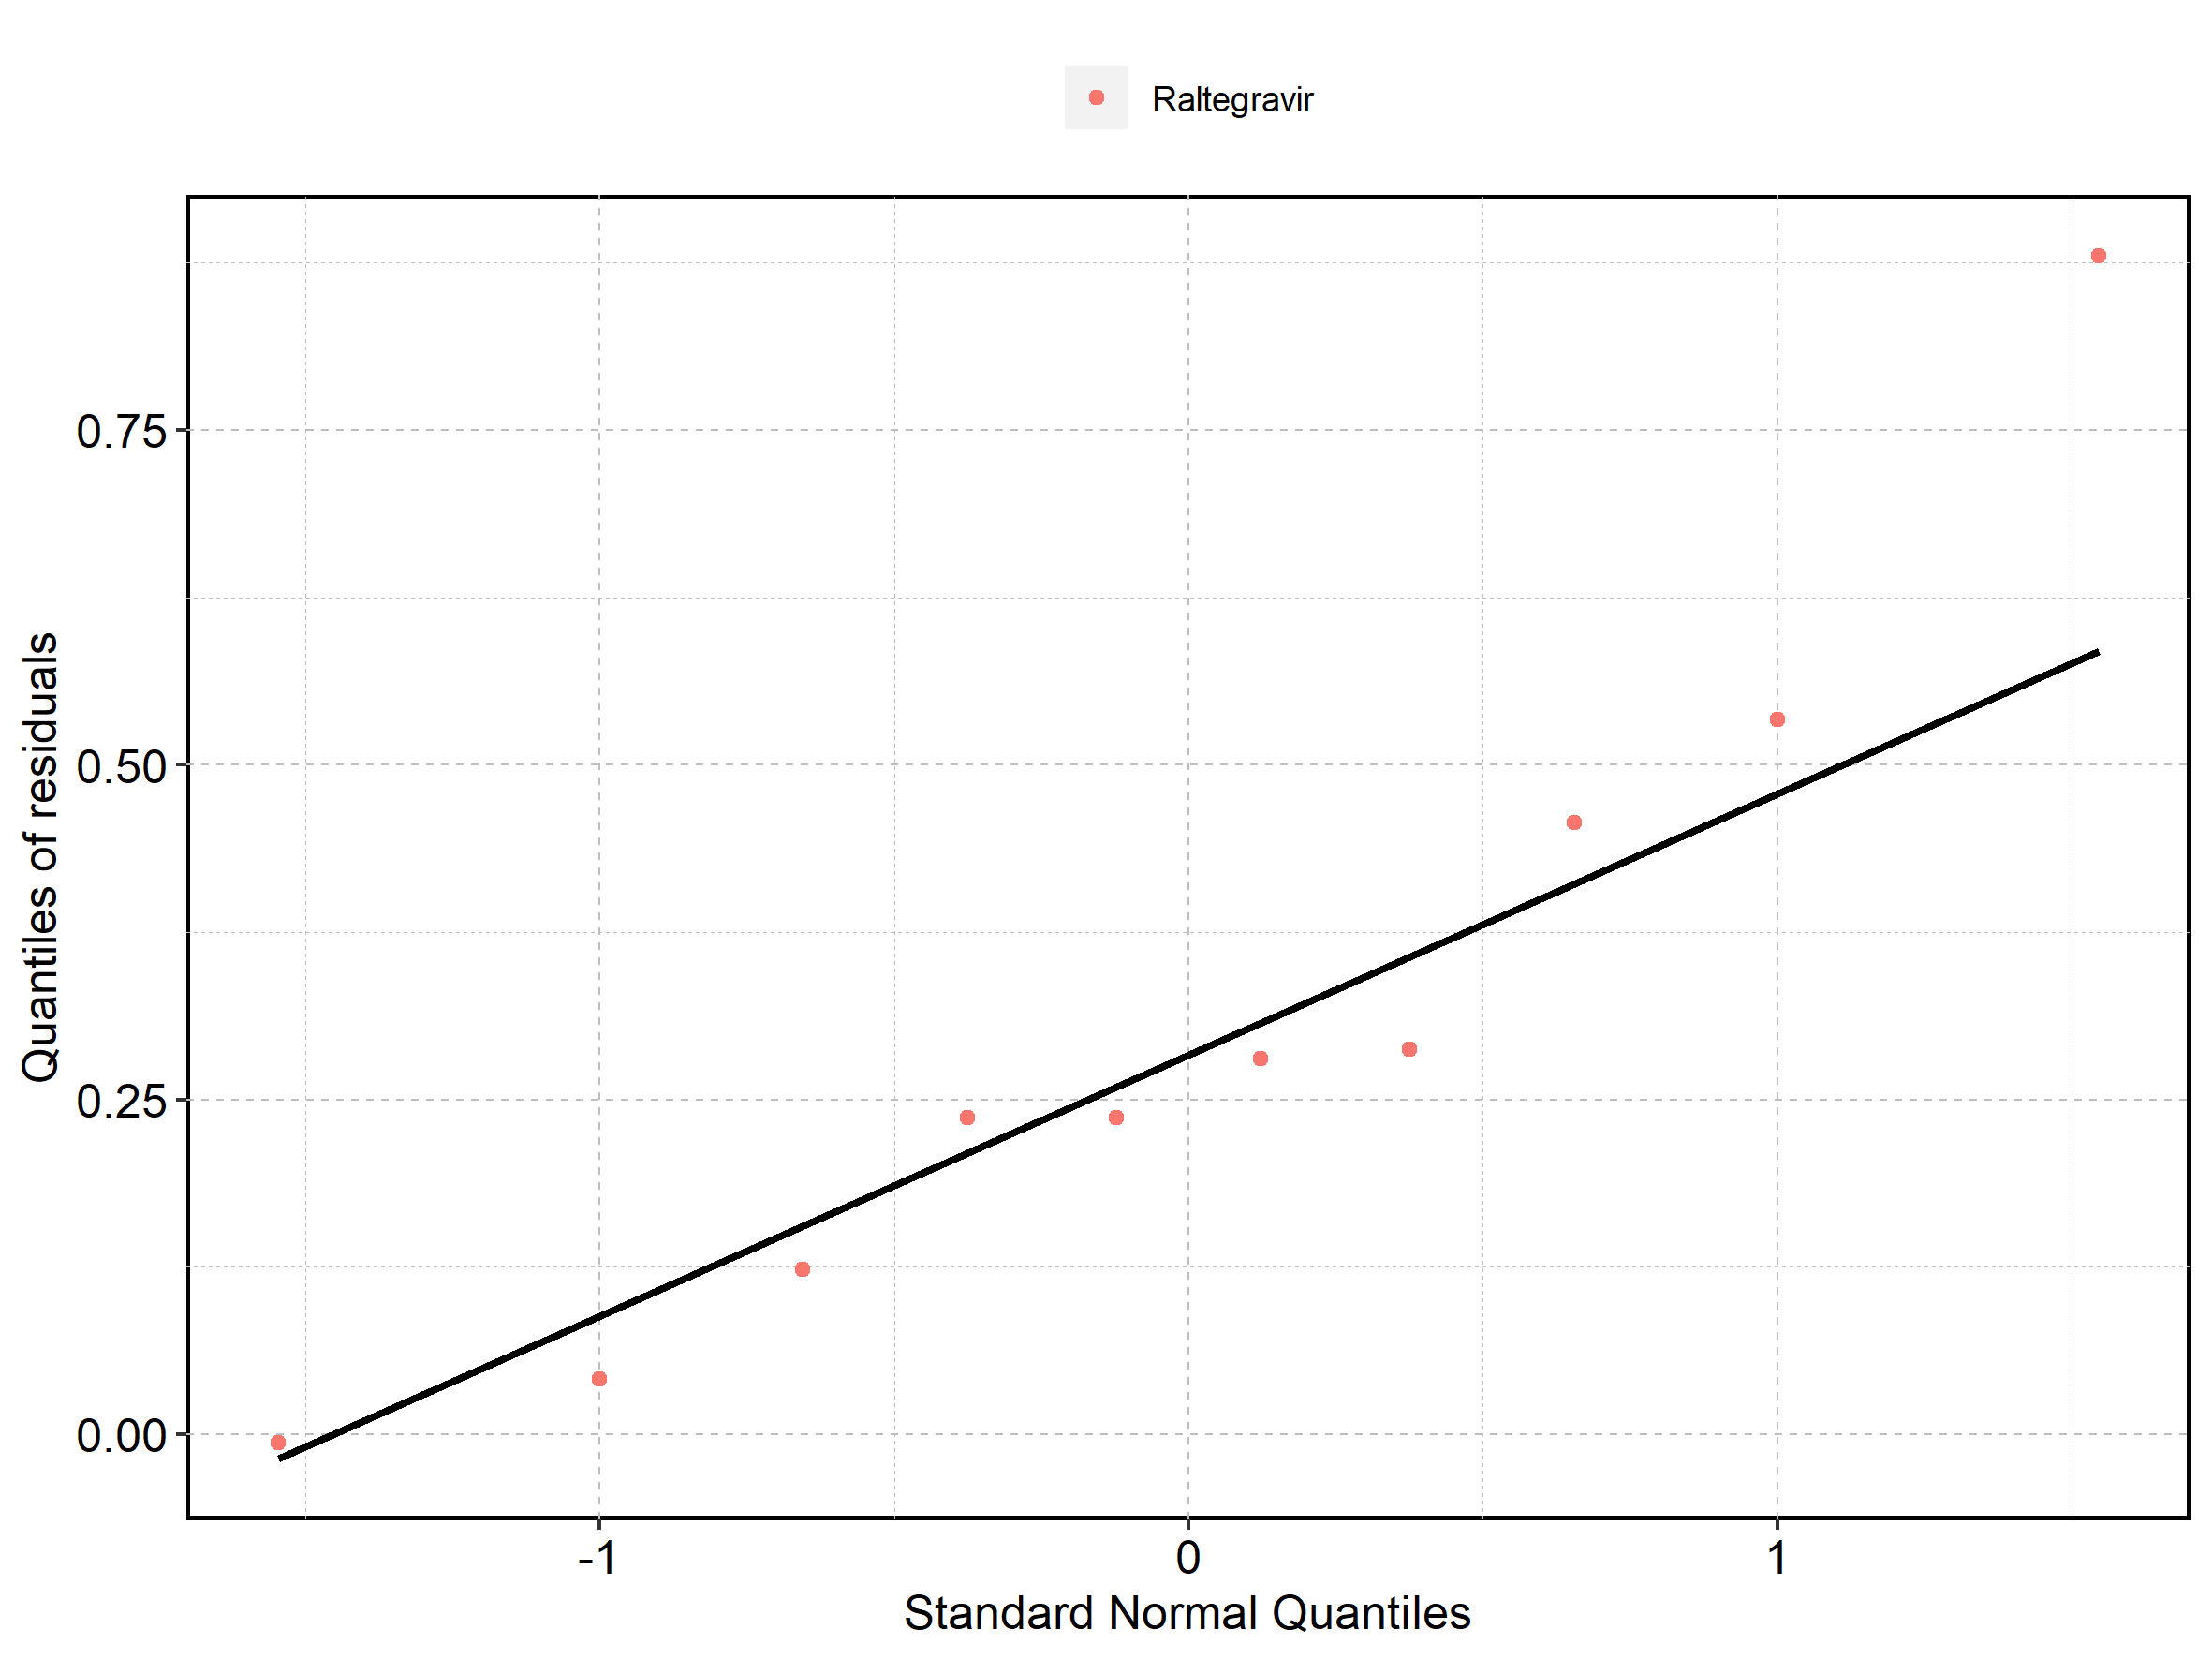 Raltegravir
0.75
0.50
0.25
0.00
Quantiles of residuals
-1 0 1
Standard Normal Quantiles